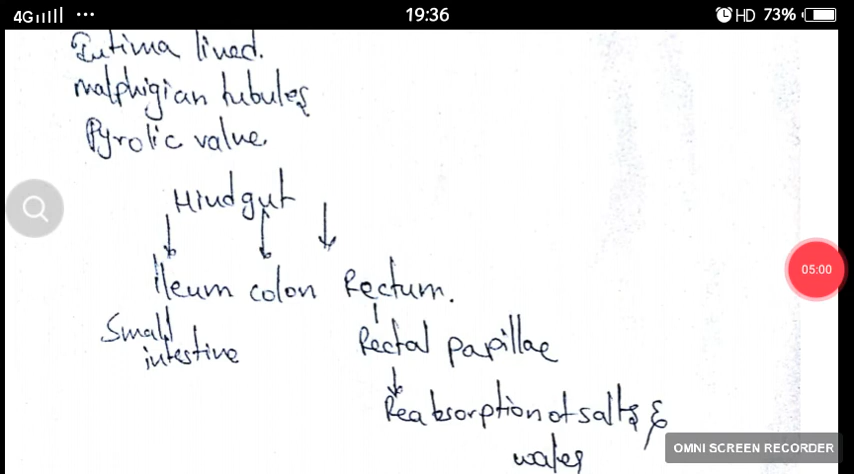 4G 19:36 HD 73%
Intima lined.
malphigian tubules
Pyrolic value.
Hindgut
Ileum colon Rectum.
05:00
Small
intestine
Rectal papillae
Reabsorption of salts &
water
OMNI SCREEN RECORDER